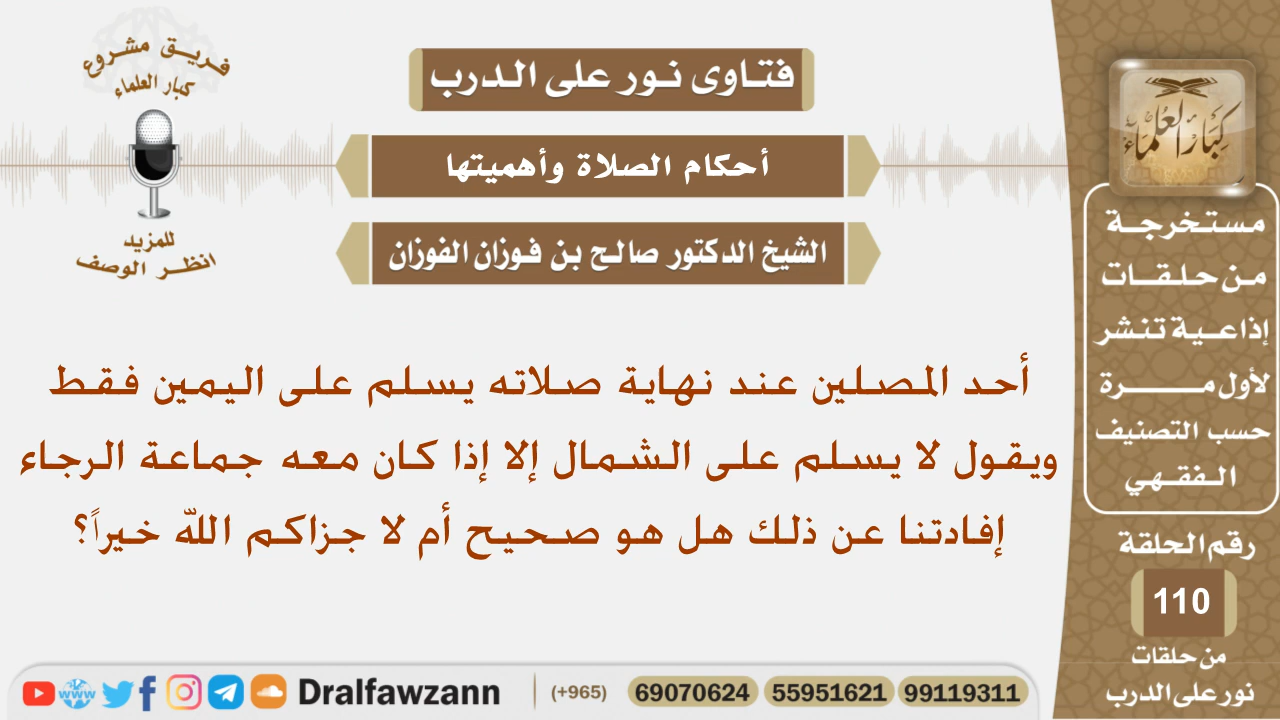 فريق مشروع
كبار العلماء
للمزيد
انظر الوصف
فتاوى نور على الدرب
أحكام الصلاة وأهميتها
الشيخ الدكتور صالح بن فوزان الفوزان
أحد المصلين عند نهاية صلاته يسلم على اليمين فقط
ويقول لا يسلم على الشمال إلا إذا كان معه جماعة الرجاء
إفادتنا عن ذلك هل هو صحيح أم لا جزاكم الله خيراً؟
كبار العلماء
مستخرجة
من حلقات
إذاعية تنشر
لأول مرة
حسب التصنيف
الفقهي
رقم الحلقة
110
من حلقات
نور على الدرب
www Dralfawzann (+965) 69070624 55951621 99119311